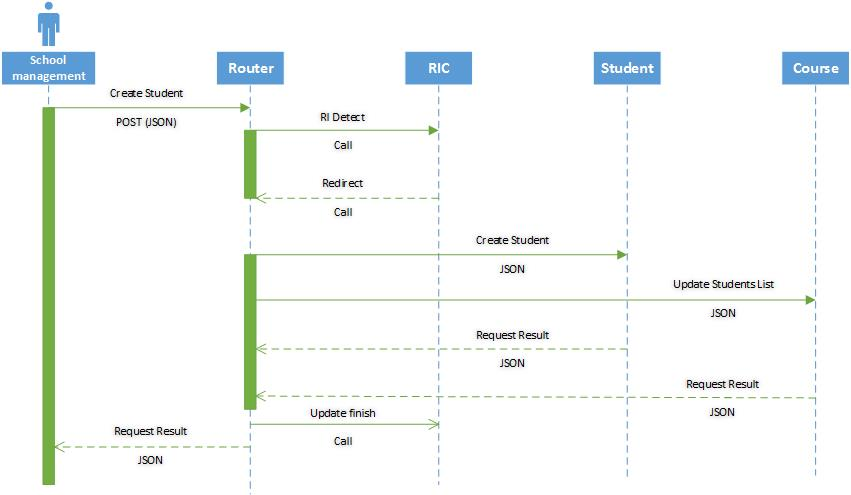 School
management
Router
RIC
Student
Course
Create Student
POST (JSON)
RI Detect
Call
Redirect
Call
Create Student
JSON
Update Students List
JSON
Request Result
JSON
Request Result
JSON
Update finish
Call
Request Result
JSON